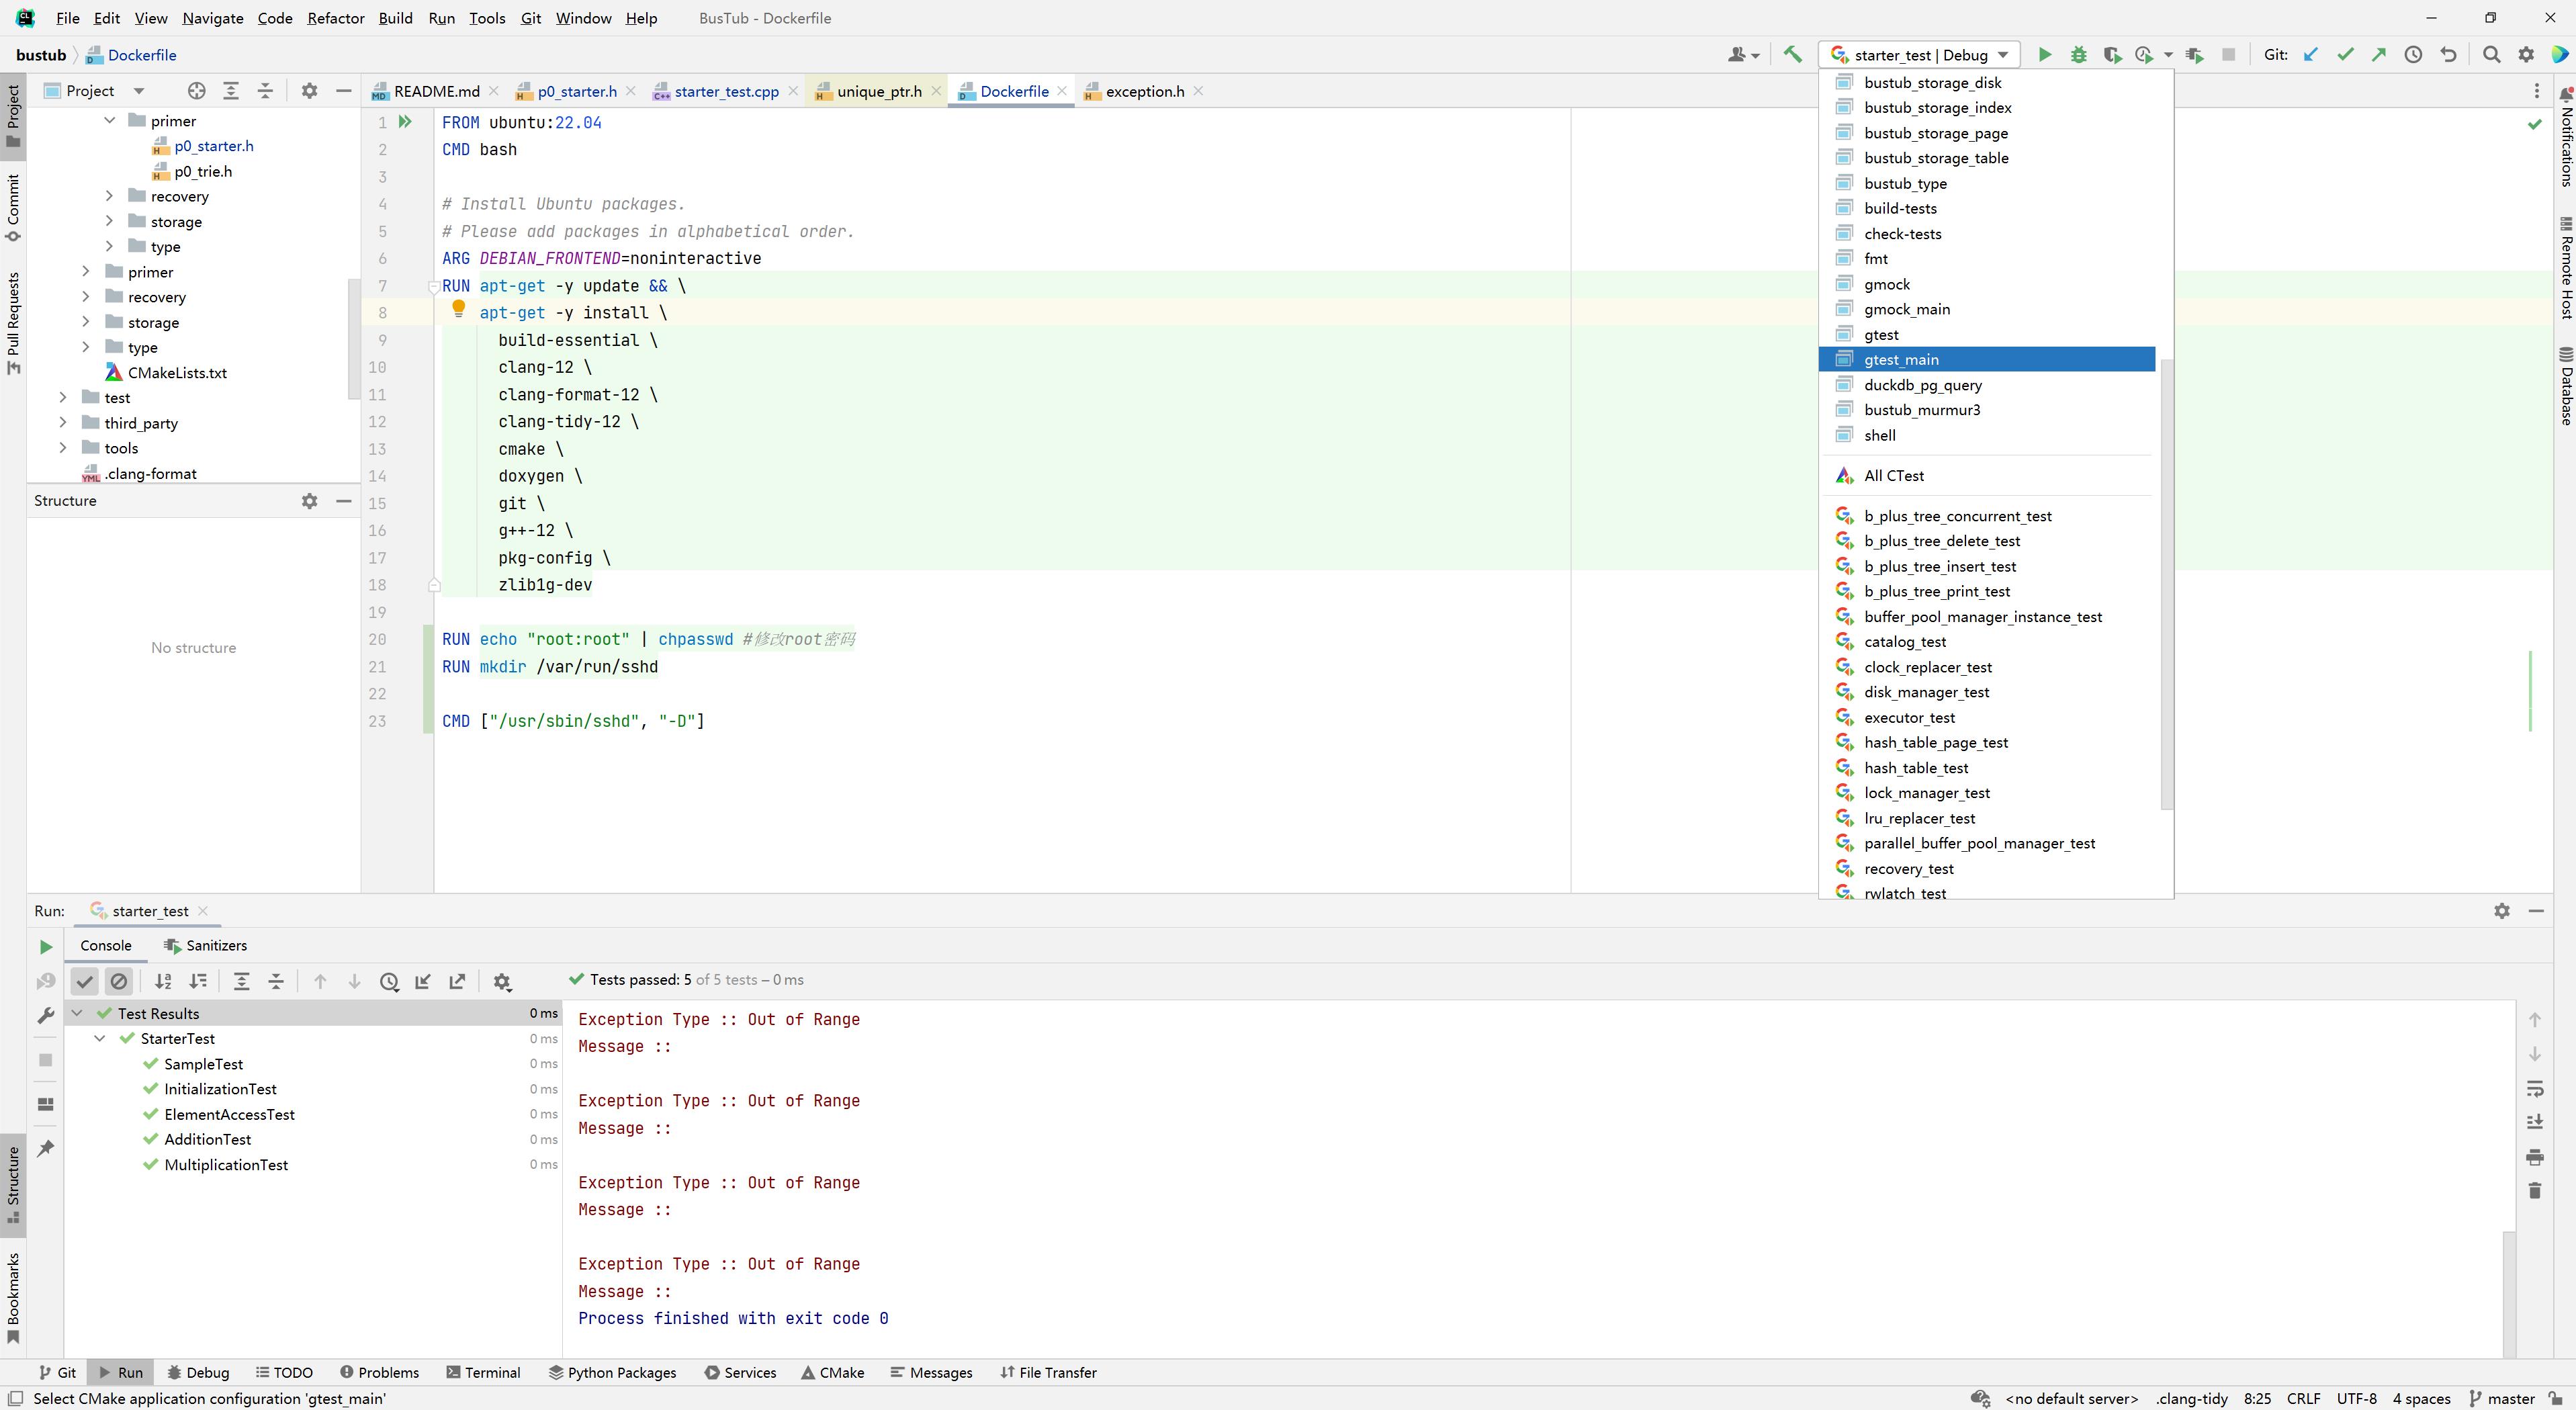 File Edit View Navigate Code Refactor Build Run Tools Git Window Help BusTub - Dockerfile
bustub Dockerfile
starter_test | Debug
Git:
Project
README.md
p0_starter.h
starter_test.cpp
unique_ptr.h
Dockerfile
exception.h
primer
p0_starter.h
p0_trie.h
recovery
storage
type
primer
recovery
storage
type
CMakeLists.txt
test
third_party
tools
.clang-format
Structure
No structure
Project
Commit
Pull Requests
Structure
Bookmarks
1 FROM ubuntu:22.04
2 CMD bash
3
4 # Install Ubuntu packages.
5 # Please add packages in alphabetical order.
6 ARG DEBIAN_FRONTEND=noninteractive
7 RUN apt-get -y update && \
8 apt-get -y install \
9 build-essential \
10 clang-12 \
11 clang-format-12 \
12 clang-tidy-12 \
13 cmake \
14 doxygen \
15 git \
16 g++-12 \
17 pkg-config \
18 zlib1g-dev
19
20 RUN echo "root:root" | chpasswd #修改root密码
21 RUN mkdir /var/run/sshd
22
23 CMD ["/usr/sbin/sshd", "-D"]
bustub_storage_disk
bustub_storage_index
bustub_storage_page
bustub_storage_table
bustub_type
build-tests
check-tests
fmt
gmock
gmock_main
gtest
gtest_main
duckdb_pg_query
bustub_murmur3
shell
All CTest
b_plus_tree_concurrent_test
b_plus_tree_delete_test
b_plus_tree_insert_test
b_plus_tree_print_test
buffer_pool_manager_instance_test
catalog_test
clock_replacer_test
disk_manager_test
executor_test
hash_table_page_test
hash_table_test
lock_manager_test
lru_replacer_test
parallel_buffer_pool_manager_test
recovery_test
rwlatch_test
Notifications
Remote Host
Database
Run: starter_test
Console Sanitizers
Tests passed: 5 of 5 tests – 0 ms
Test Results 0 ms
StarterTest 0 ms
SampleTest 0 ms
InitializationTest 0 ms
ElementAccessTest 0 ms
AdditionTest 0 ms
MultiplicationTest 0 ms
Exception Type :: Out of Range
Message ::
Exception Type :: Out of Range
Message ::
Exception Type :: Out of Range
Message ::
Exception Type :: Out of Range
Message ::
Process finished with exit code 0
Git Run Debug TODO Problems Terminal Python Packages Services CMake Messages File Transfer
Select CMake application configuration 'gtest_main'
<no default server> .clang-tidy 8:25 CRLF UTF-8 4 spaces master